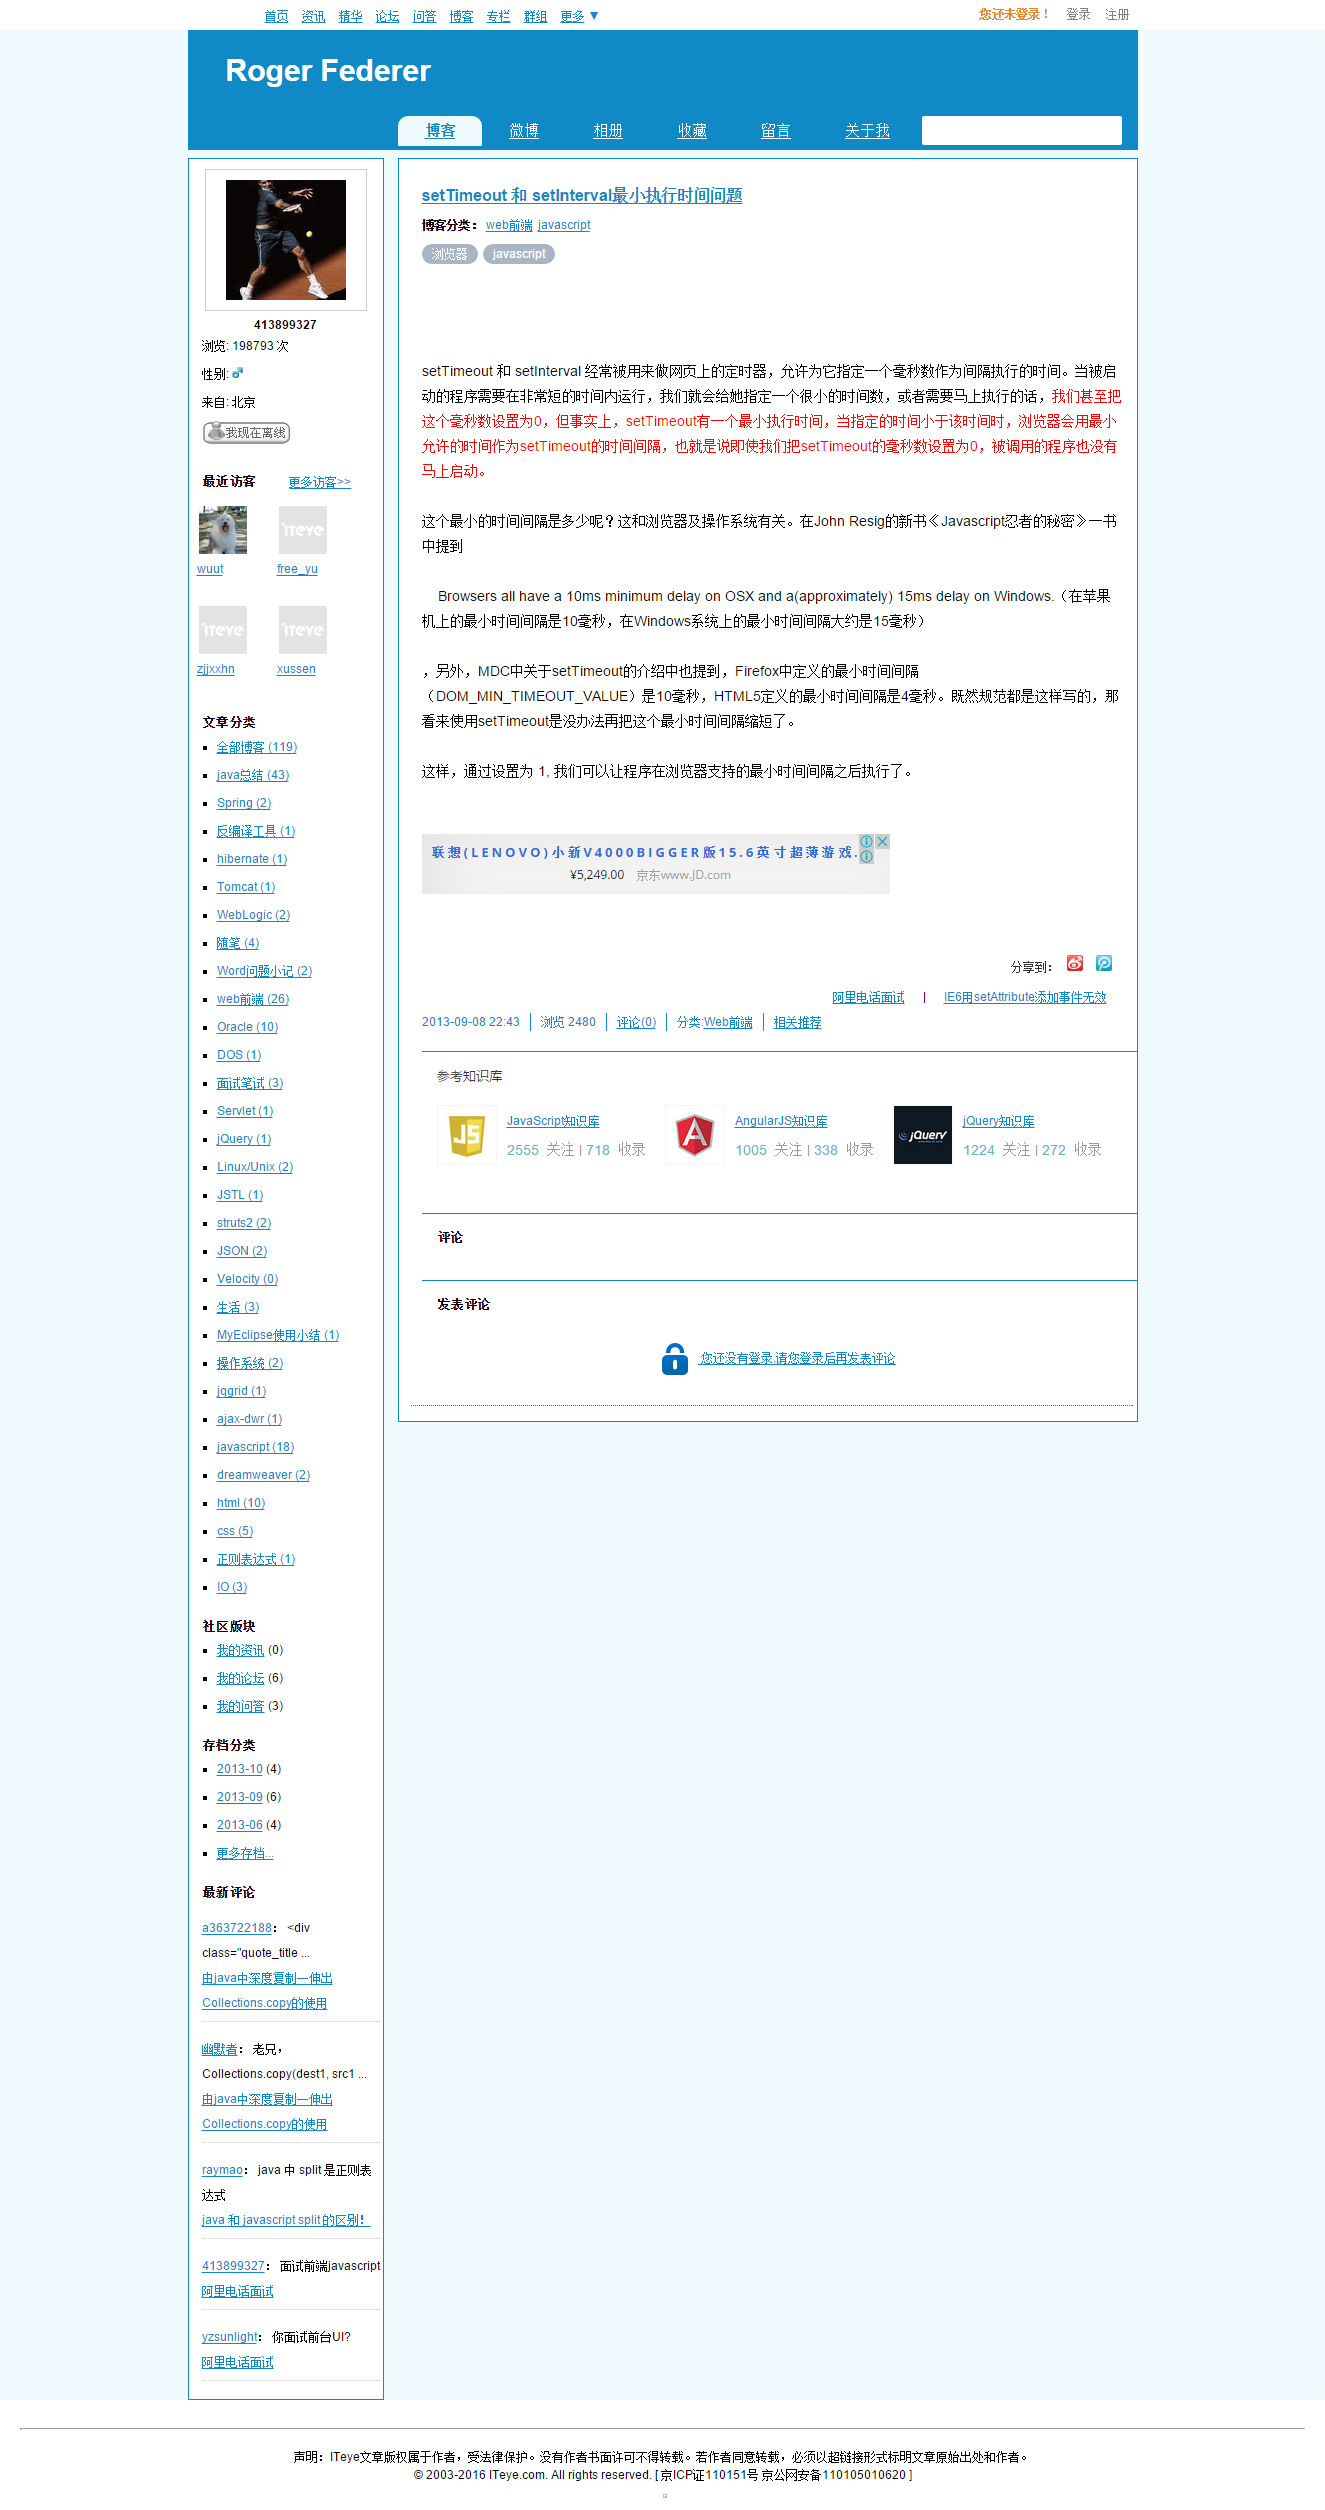 首页 资讯 精华 论坛 问答 博客 专栏 群组 更多 ▼
您还未登录！ 登录 注册
Roger Federer
博客 微博 相册 收藏 留言 关于我
413899327
浏览: 198793 次
性别:
来自: 北京
我现在离线
最近访客 更多访客>>
ITEYE
wuut free_yu
ITEYE ITEYE
zjjxxhn xussen
文章分类
全部博客 (119)
java总结 (43)
Spring (2)
反编译工具 (1)
hibernate (1)
Tomcat (1)
WebLogic (2)
随笔 (4)
Word问题小记 (2)
web前端 (26)
Oracle (10)
DOS (1)
面试笔试 (3)
Servlet (1)
jQuery (1)
Linux/Unix (2)
JSTL (1)
struts2 (2)
JSON (2)
Velocity (0)
生活 (3)
MyEclipse使用小结 (1)
操作系统 (2)
jqgrid (1)
ajax-dwr (1)
javascript (18)
dreamweaver (2)
html (10)
css (5)
正则表达式 (1)
IO (3)
社区版块
我的资讯 (0)
我的论坛 (6)
我的问答 (3)
存档分类
2013-10 (4)
2013-09 (6)
2013-06 (4)
更多存档...
最新评论
a363722188： <div
class="quote_title ...
由java中深度复制一伸出
Collections.copy的使用
幽默者： 老兄，
Collections.copy(dest1, src1 ...
由java中深度复制一伸出
Collections.copy的使用
raymao： java 中 split 是正则表
达式
java 和 javascript split 的区别！
413899327： 面试前端javascript
阿里电话面试
yzsunlight： 你面试前台UI?
阿里电话面试
setTimeout 和 setInterval最小执行时间问题
博客分类： web前端 javascript
浏览器 javascript
setTimeout 和 setInterval 经常被用来做网页上的定时器，允许为它指定一个毫秒数作为间隔执行的时间。当被启
动的程序需要在非常短的时间内运行，我们就会给她指定一个很小的时间数，或者需要马上执行的话，我们甚至把
这个毫秒数设置为0，但事实上，setTimeout有一个最小执行时间，当指定的时间小于该时间时，浏览器会用最小
允许的时间作为setTimeout的时间间隔，也就是说即使我们把setTimeout的毫秒数设置为0，被调用的程序也没有
马上启动。
这个最小的时间间隔是多少呢？这和浏览器及操作系统有关。在John Resig的新书《Javascript忍者的秘密》一书
中提到
Browsers all have a 10ms minimum delay on OSX and a(approximately) 15ms delay on Windows.（在苹果
机上的最小时间间隔是10毫秒，在Windows系统上的最小时间间隔大约是15毫秒）
，另外，MDC中关于setTimeout的介绍中也提到，Firefox中定义的最小时间间隔
（DOM_MIN_TIMEOUT_VALUE）是10毫秒，HTML5定义的最小时间间隔是4毫秒。既然规范都是这样写的，那
看来使用setTimeout是没办法再把这个最小时间间隔缩短了。
这样，通过设置为 1, 我们可以让程序在浏览器支持的最小时间间隔之后执行了。
联想(LENOVO)小新V4000BIGGER版15.6英寸超薄游戏.
¥5,249.00 京东www.JD.com
分享到：
阿里电话面试 | IE6用setAttribute添加事件无效
2013-09-08 22:43 浏览 2480 评论(0) 分类:Web前端 相关推荐
参考知识库
JS JavaScript知识库
2555 关注 | 718 收录
A AngularJS知识库
1005 关注 | 338 收录
jQuery jQuery知识库
1224 关注 | 272 收录
评论
发表评论
您还没有登录,请您登录后再发表评论
声明：ITeye文章版权属于作者，受法律保护。没有作者书面许可不得转载。若作者同意转载，必须以超链接形式标明文章原始出处和作者。
© 2003-2016 ITeye.com. All rights reserved. [ 京ICP证110151号 京公网安备110105010620 ]